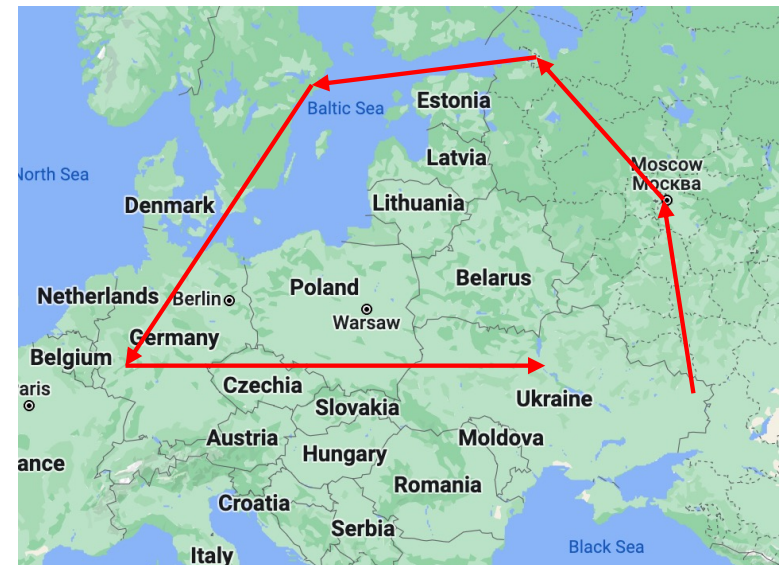 Estonia
Baltic Sea
Latvia
Moscow
Москва
North Sea
Denmark
Lithuania
Belarus
Poland
Netherlands
Berlin
Warsaw
Germany
Belgium
aris
Czechia
Ukraine
Slovakia
Austria
Moldova
Hungary
ance
Romania
Croatia
Serbia
Black Sea
Italy